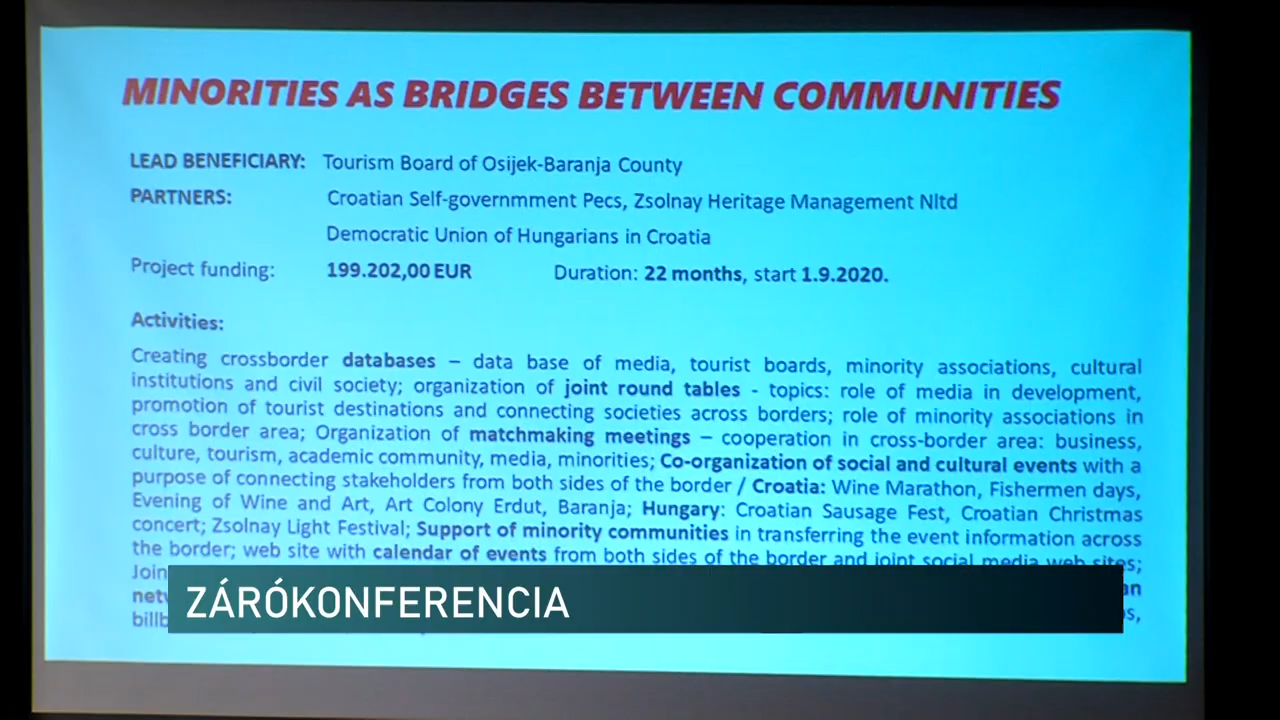 MINORITIES AS BRIDGES BETWEEN COMMUNITIES
LEAD BENEFICIARY: Tourism Board of Osijek-Baranja County
PARTNERS: Croatian Self-governmment Pecs, Zsolnay Heritage Management Nltd
Democratic Union of Hungarians in Croatia
Project funding: 199.202,00 EUR Duration: 22 months, start 1.9.2020.
Activities:
Creating crossborder databases – data base of media, tourist boards, minority associations, cultural
institutions and civil society; organization of joint round tables - topics: role of media in development,
promotion of tourist destinations and connecting societies across borders; role of minority associations in
cross border area; Organization of matchmaking meetings – cooperation in cross-border area: business,
culture, tourism, academic community, media, minorities; Co-organization of social and cultural events with a
purpose of connecting stakeholders from both sides of the border / Croatia: Wine Marathon, Fishermen days,
Evening of Wine and Art, Art Colony Erdut, Baranja; Hungary: Croatian Sausage Fest, Croatian Christmas
concert; Zsolnay Light Festival; Support of minority communities in transferring the event information across
the border; web site with calendar of events from both sides of the border and joint social media web sites;
ZÁRÓKONFERENCIA